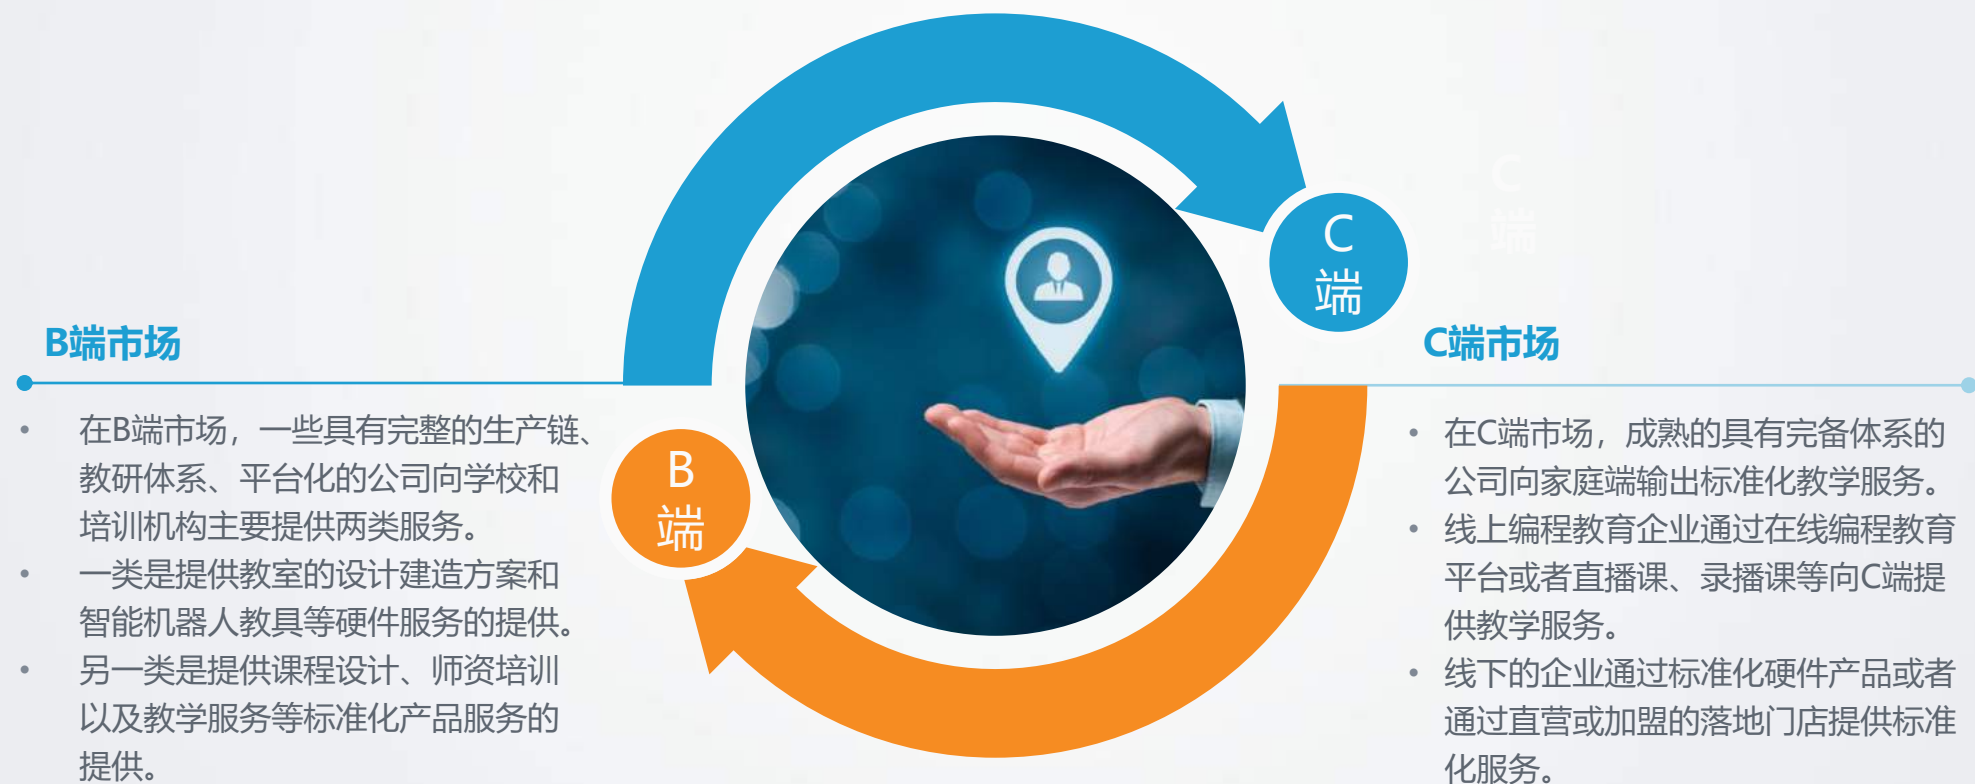 C
端
C
端
B端市场
• 在B端市场，一些具有完整的生产链、
教研体系、平台化的公司向学校和
培训机构主要提供两类服务。
• 一类是提供教室的设计建造方案和
智能机器人教具等硬件服务的提供。
• 另一类是提供课程设计、师资培训
以及教学服务等标准化产品服务的
提供。
B
端
C端市场
• 在C端市场，成熟的具有完备体系的
公司向家庭端输出标准化教学服务。
• 线上编程教育企业通过在线编程教育
平台或者直播课、录播课等向C端提
供教学服务。
• 线下的企业通过标准化硬件产品或者
通过直营或加盟的落地门店提供标准
化服务。